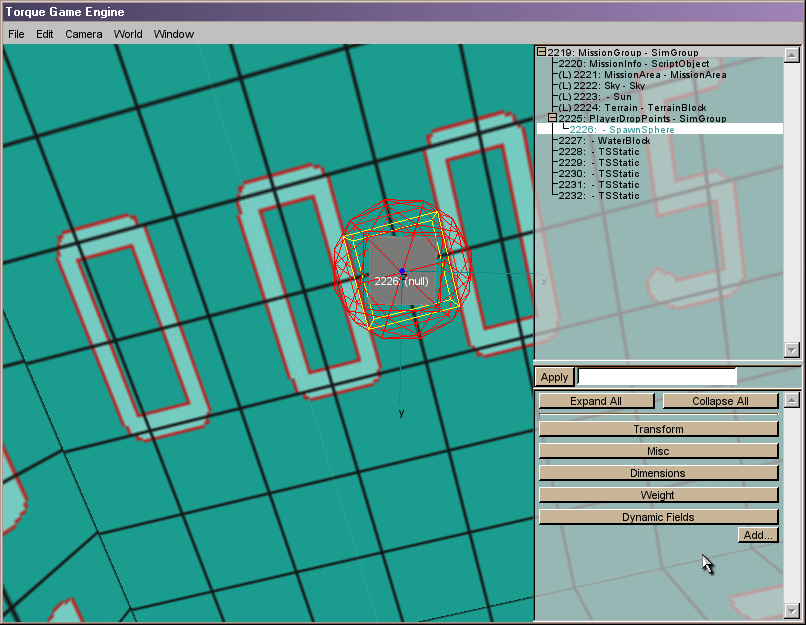 Torque Game Engine
File Edit Camera World Window
2219: MissionGroup - SimGroup
2220: MissionInfo - ScriptObject
(L) 2221: MissionArea - MissionArea
(L) 2222: Sky - Sky
(L) 2223: - Sun
(L) 2224: Terrain - TerrainBlock
2225: PlayerDropPoints - SimGroup
2226: - SpawnSphere
2227: - WaterBlock
2228: - TSStatic
2229: - TSStatic
2230: - TSStatic
2231: - TSStatic
2232: - TSStatic
2226: (null)
x
y
Apply
Expand All Collapse All
Transform
Misc
Dimensions
Weight
Dynamic Fields
Add...